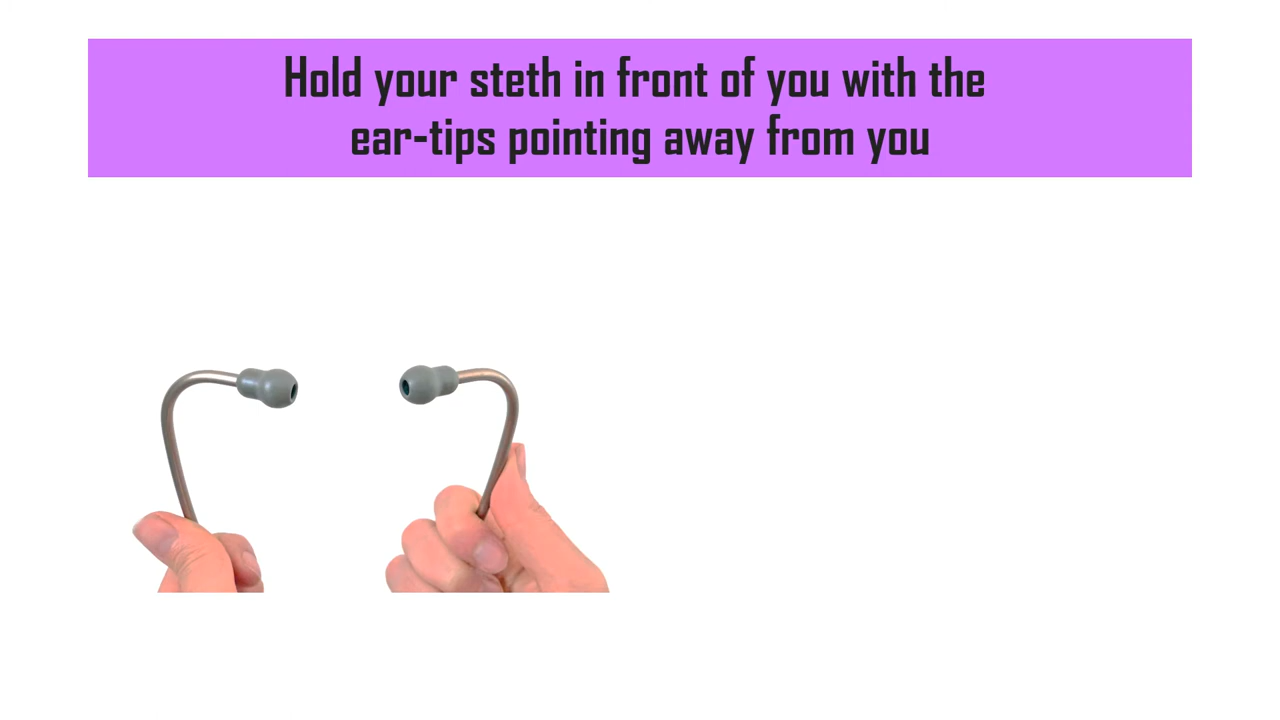 Hold your steth in front of you with the
ear-tips pointing away from you